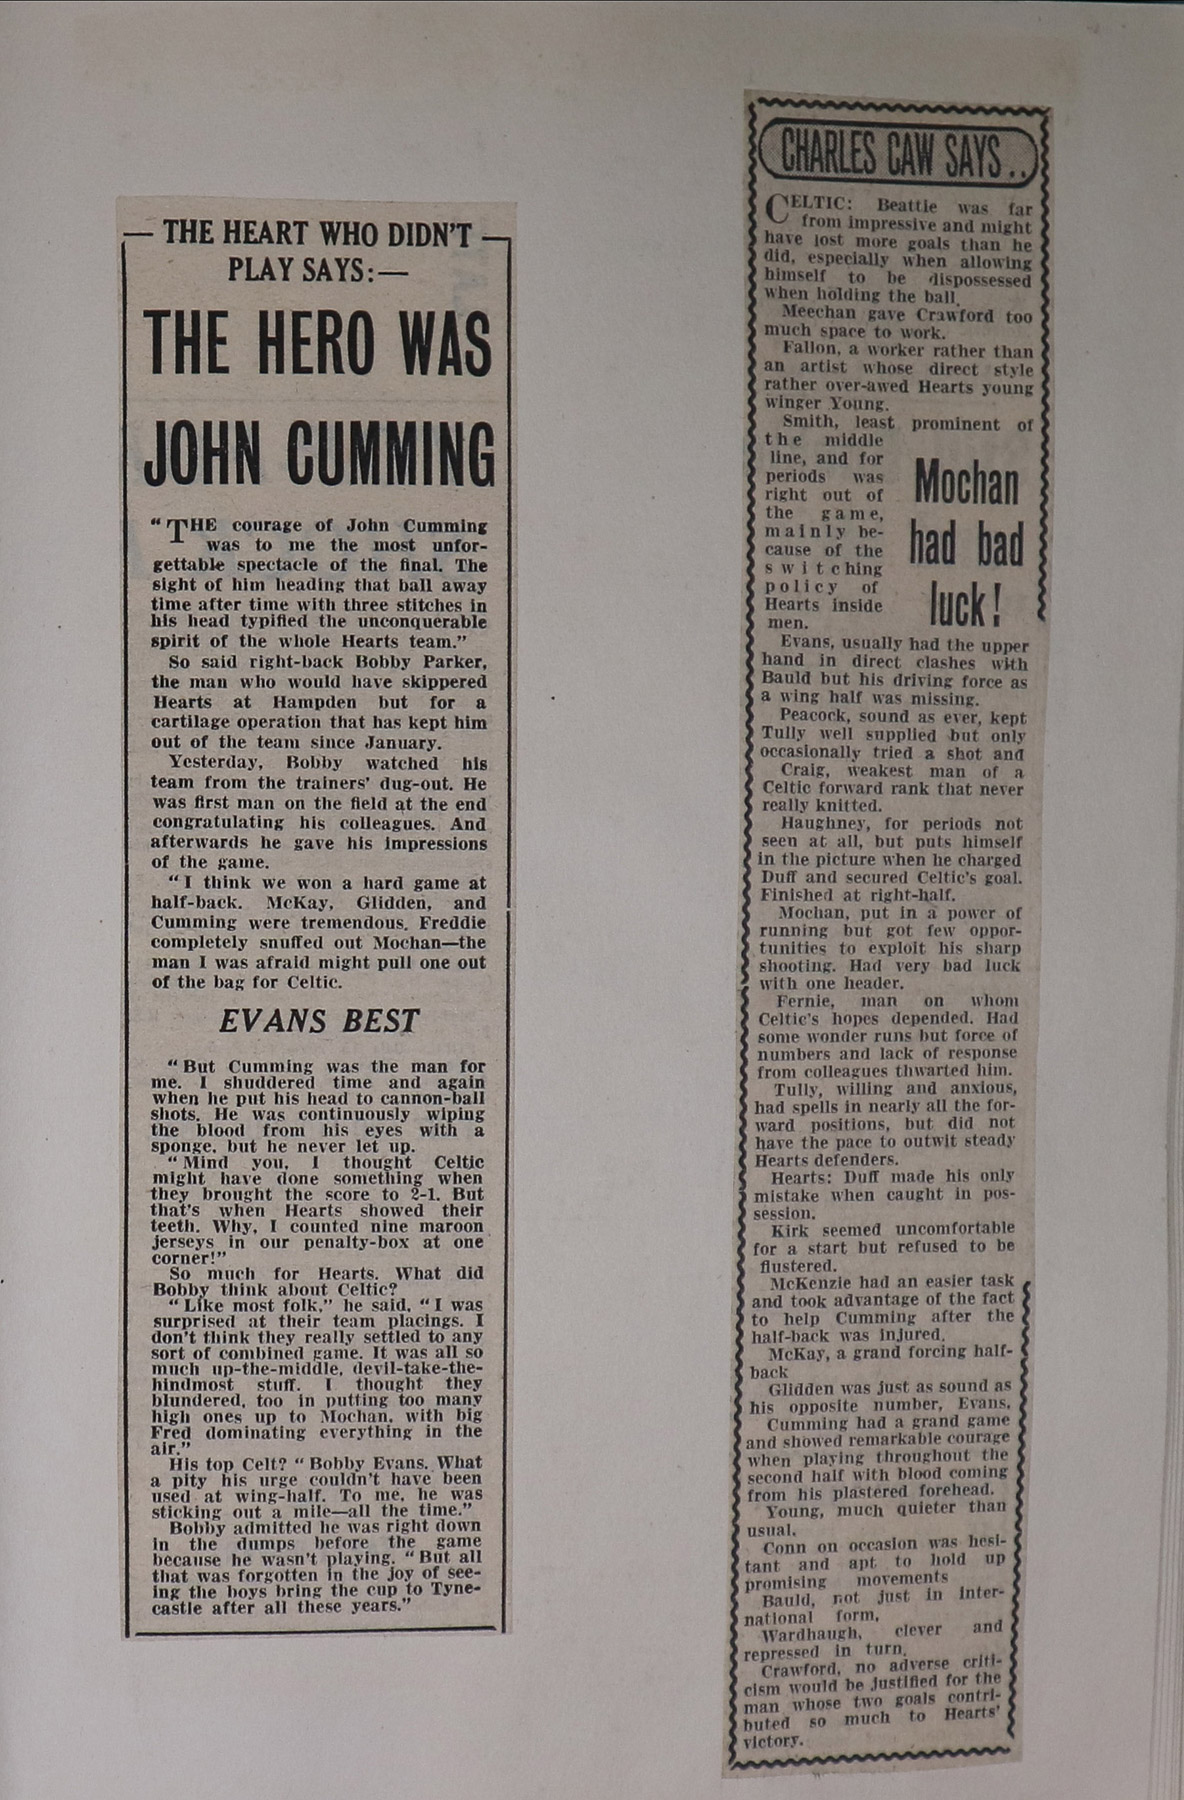 THE HEART WHO DIDN'T
PLAY SAYS:—
THE HERO WAS
JOHN CUMMING
"THE courage of John Cumming
was to me the most unfor-
gettable spectacle of the final. The
sight of him heading that ball away
time after time with three stitches in
his head typified the unconquerable
spirit of the whole Hearts team."
So said right-back Bobby Parker,
the man who would have skippered
Hearts at Hampden but for a
cartilage operation that has kept him
out of the team since January.
Yesterday, Bobby watched his
team from the trainers' dug-out. He
was first man on the field at the end
congratulating his colleagues. And
afterwards he gave his impressions
of the game.
"I think we won a hard game at
half-back. McKay, Glidden, and
Cumming were tremendous. Freddie
completely snuffed out Mochan—the
man I was afraid might pull one out
of the bag for Celtic.
EVANS BEST
"But Cumming was the man for
me. I shuddered time and again
when he put his head to cannon-ball
shots. He was continuously wiping
the blood from his eyes with a
sponge, but he never let up.
"Mind you, I thought Celtic
might have done something when
they brought the score to 2-1. But
that's when Hearts showed their
teeth. Why, I counted nine maroon
jerseys in our penalty-box at one
corner!"
So much for Hearts. What did
Bobby think about Celtic?
"Like most folk," he said, "I was
surprised at their team placings. I
don't think they really settled to any
sort of combined game. It was all so
much up-the-middle, devil-take-the-
hindmost stuff. I thought they
blundered, too in putting too many
high ones up to Mochan, with big
Fred dominating everything in the
air."
His top Celt? "Bobby Evans. What
a pity his urge couldn't have been
used at wing-half. To me, he was
sticking out a mile—all the time."
Bobby admitted he was right down
in the dumps before the game
because he wasn't playing. "But all
that was forgotten in the joy of see-
ing the boys bring the cup to Tyne-
castle after all these years."
CHARLES CAW SAYS..
CELTIC: Beattie was far
from impressive and might
have lost more goals than he
did, especially when allowing
himself to be dispossessed
when holding the ball.
Meechan gave Crawford too
much space to work.
Fallon, a worker rather than
an artist whose direct style
rather over-awed Hearts young
winger Young.
Smith, least prominent of
the middle
line, and for
periods was
right out of
the game,
mainly be-
cause of the
switching
policy of
Hearts inside
men.
Mochan
had bad
luck!
Evans, usually had the upper
hand in direct clashes with
Bauld but his driving force as
a wing half was missing.
Peacock, sound as ever, kept
Tully well supplied but only
occasionally tried a shot and
Craig, weakest man of a
Celtic forward rank that never
really knitted.
Haughney, for periods not
seen at all, but puts himself
in the picture when he charged
Duff and secured Celtic's goal.
Finished at right-half.
Mochan, put in a power of
running but got few oppor-
tunities to exploit his sharp
shooting. Had very bad luck
with one header.
Fernie, man on whom
Celtic's hopes depended. Had
some wonder runs but force of
numbers and lack of response
from colleagues thwarted him.
Tully, willing and anxious,
had spells in nearly all the for-
ward positions, but did not
have the pace to outwit steady
Hearts defenders.
Hearts: Duff made his only
mistake when caught in pos-
session.
Kirk seemed uncomfortable
for a start but refused to be
flustered.
McKenzie had an easier task
and took advantage of the fact
to help Cumming after the
half-back was injured.
McKay, a grand forcing half-
back
Glidden was just as sound as
his opposite number, Evans.
Cumming had a grand game
and showed remarkable courage
when playing throughout the
second half with blood coming
from his plastered forehead.
Young, much quieter than
usual.
Conn on occasion was hesi-
tant and apt to hold up
promising movements
Bauld, not just in inter-
national form.
Wardhaugh, clever and
repressed in turn.
Crawford, no adverse criti-
cism would be justified for the
man whose two goals contri-
buted so much to Hearts'
victory.